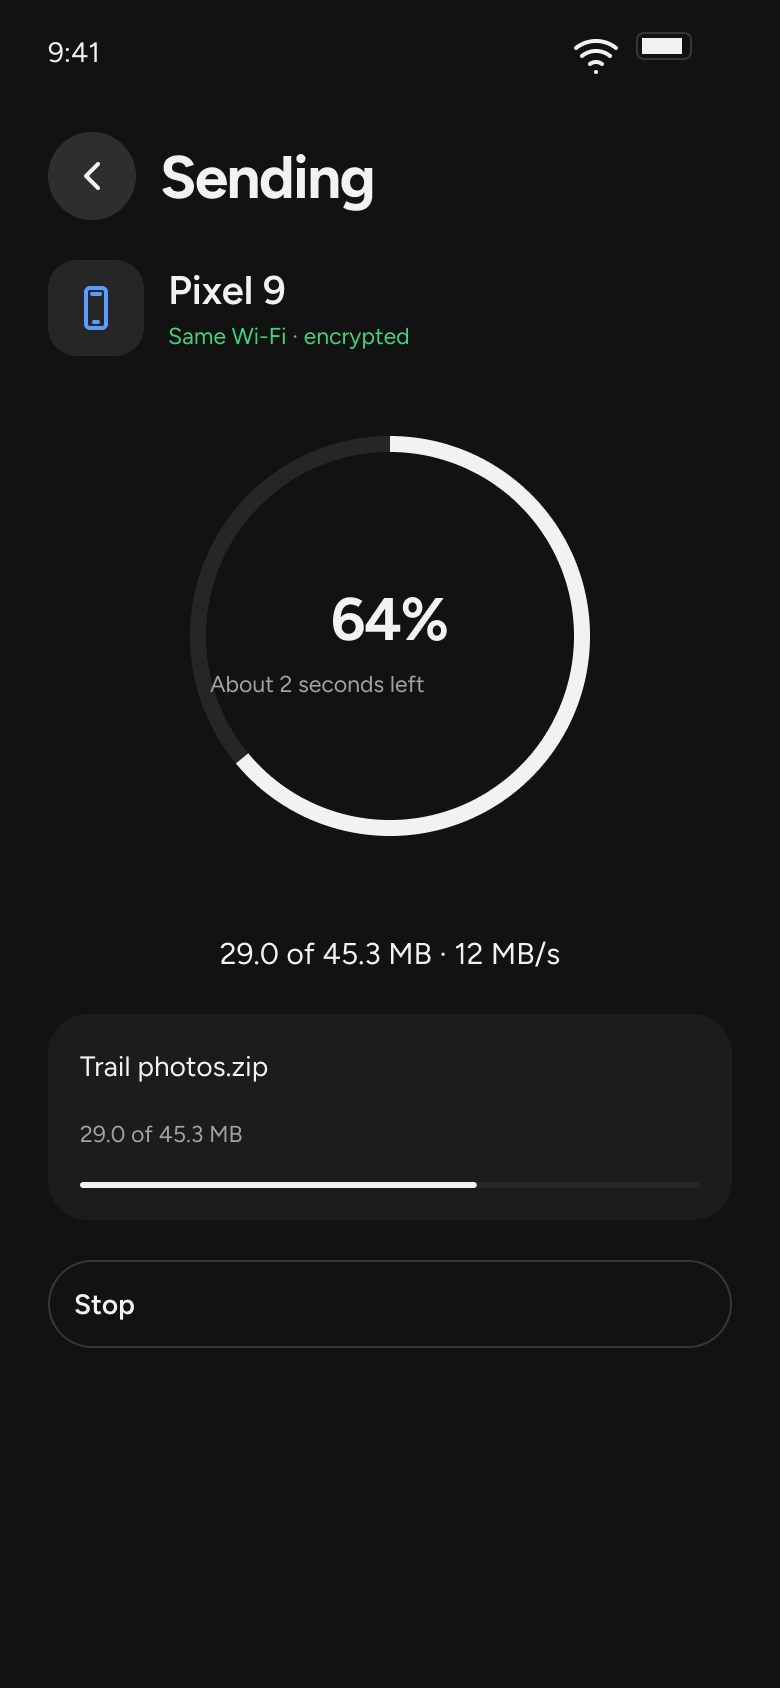 9:41
Sending
Pixel 9
Same Wi-Fi · encrypted
64%
About 2 seconds left
29.0 of 45.3 MB · 12 MB/s
Trail photos.zip
29.0 of 45.3 MB
Stop